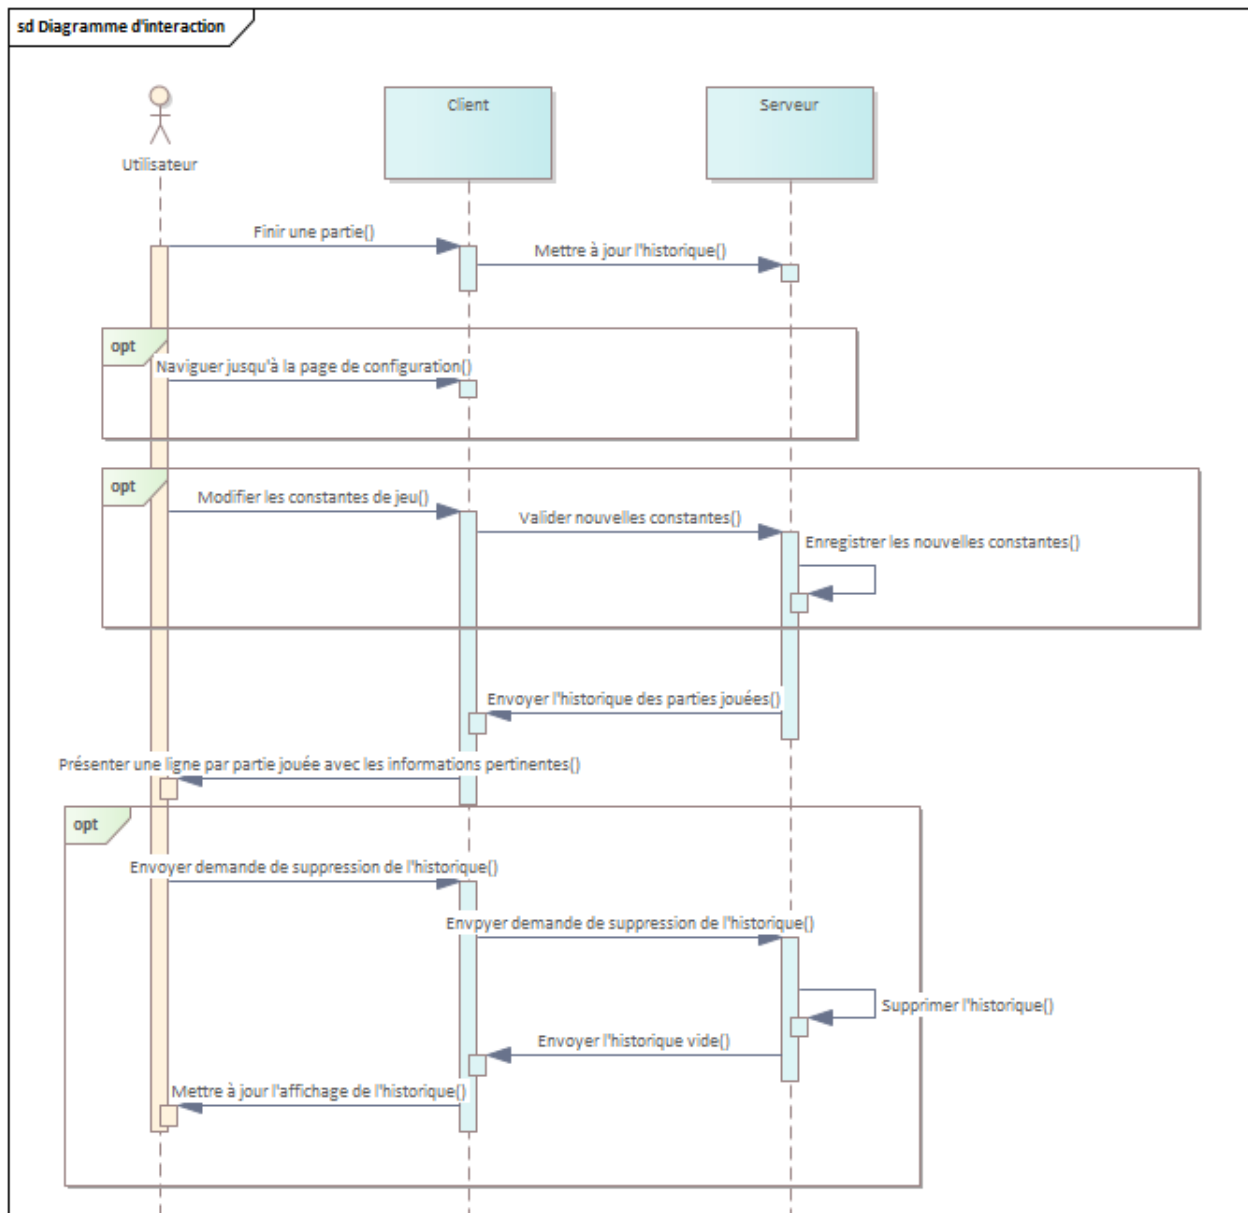 sd Diagramme d'interaction
Client
Serveur
Utilisateur
Finir une partie()
Mettre à jour l'historique()
opt
Naviguer jusqu'à la page de configuration()
opt
Modifier les constantes de jeu()
Valider nouvelles constantes()
Enregistrer les nouvelles constantes()
Envoyer l'historique des parties jouées()
Présenter une ligne par partie jouée avec les informations pertinentes()
opt
Envoyer demande de suppression de l'historique()
Envpyer demande de suppression de l'historique()
Supprimer l'historique()
Envoyer l'historique vide()
Mettre à jour l'affichage de l'historique()